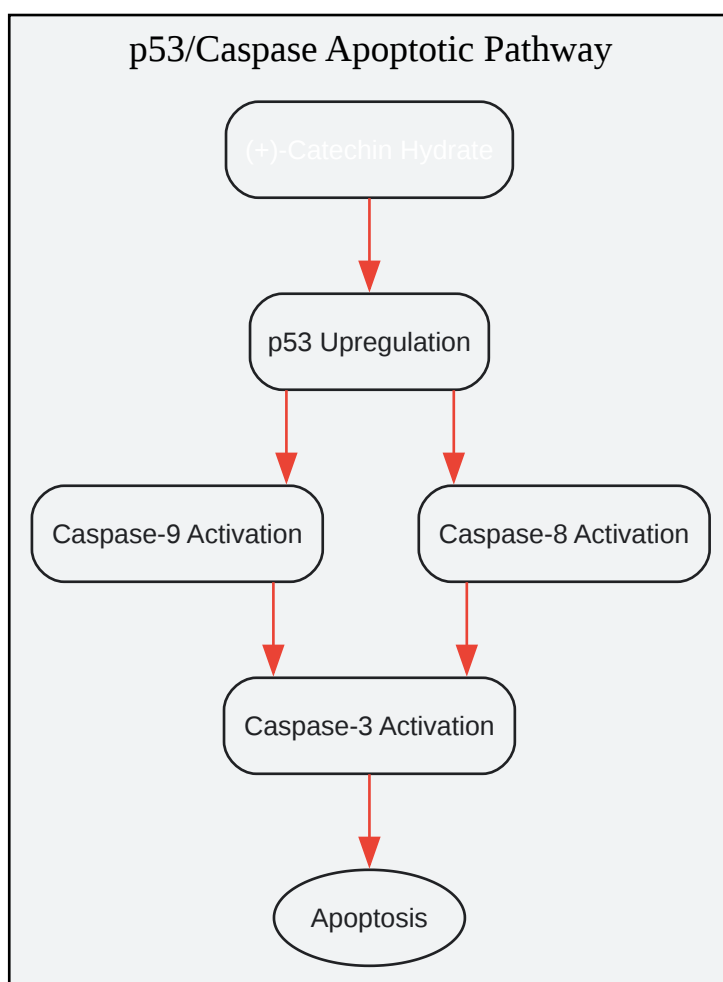 p53/Caspase Apoptotic Pathway
(+)-Catechin Hydrate
p53 Upregulation
Caspase-9 Activation
Caspase-8 Activation
Caspase-3 Activation
Apoptosis